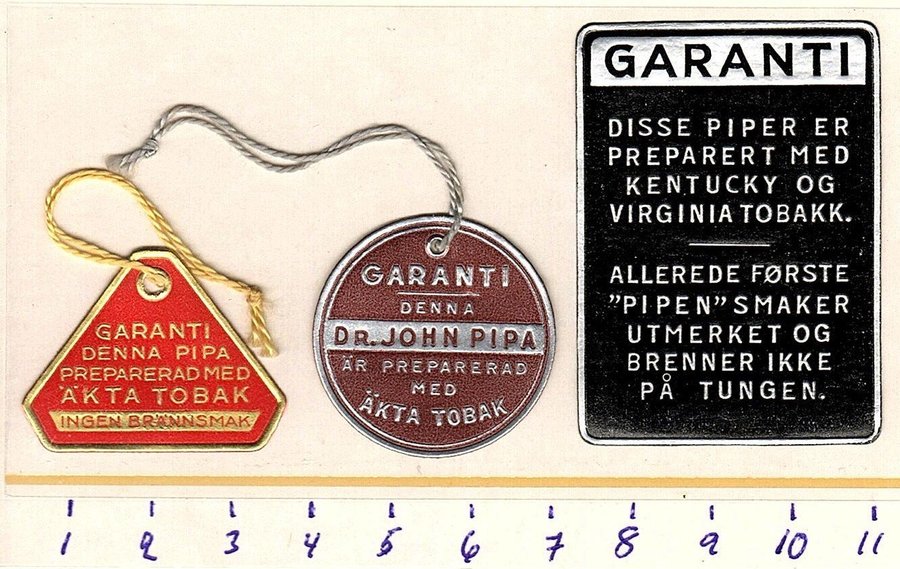 GARANTI
DENNA PIPA
PREPARERAD MED
ÄKTA TOBAK
INGEN BRÄNNSMAK
GARANTI
DENNA
DR. JOHN PIPA
ÄR PREPARERAD
MED
ÄKTA TOBAK
GARANTI
DISSE PIPER ER
PREPARERT MED
KENTUCKY OG
VIRGINIA TOBAKK.
ALLEREDE FØRSTE
"PIPEN" SMAKER
UTMERKET OG
BRENNER IKKE
PÅ TUNGEN.
1 2 3 4 5 6 7 8 9 10 11